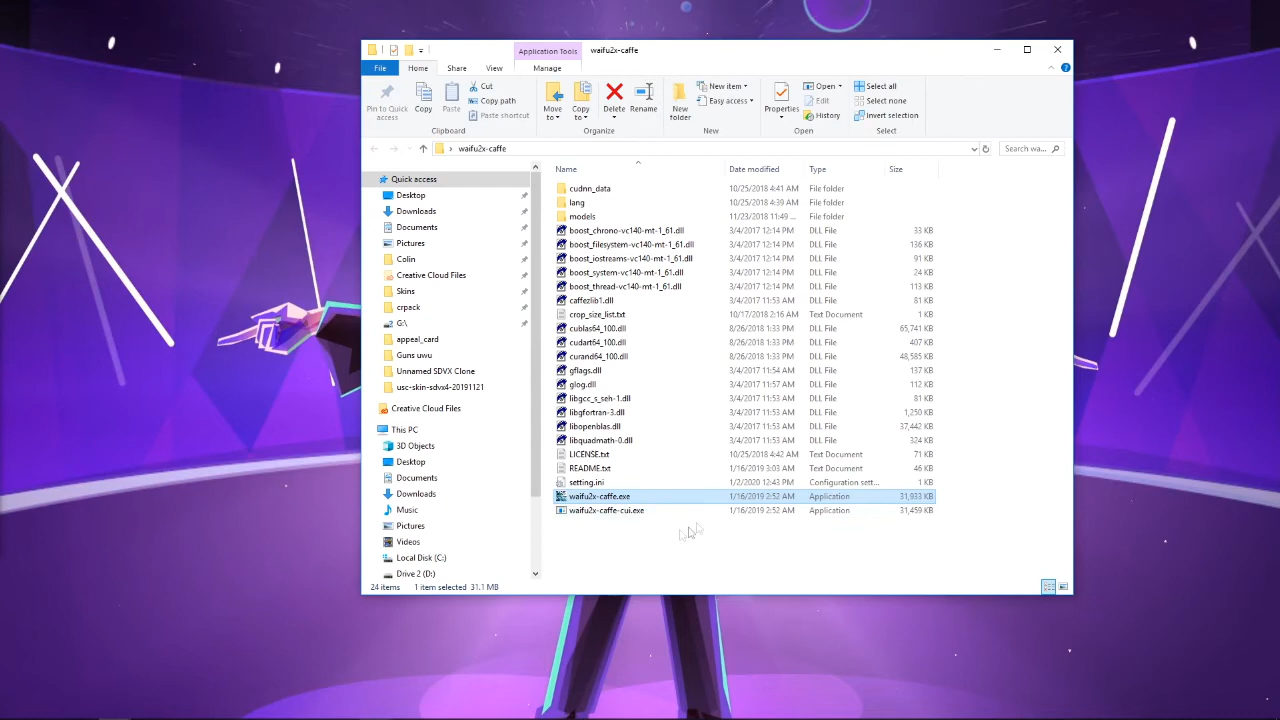 Application Tools waifu2x-caffe
File Home Share View Manage
Pin to Quick access
Copy
Paste
Cut
Copy path
Paste shortcut
Clipboard
Move to
Copy to
Delete
Rename
Organize
New folder
New item
Easy access
New
Properties
Open
Edit
History
Open
Select all
Select none
Invert selection
Select
waifu2x-caffe
Search wa...
Quick access
Desktop
Downloads
Documents
Pictures
Colin
Creative Cloud Files
Skins
crpack
G:\
appeal_card
Guns uwu
Unnamed SDVX Clone
usc-skin-sdvx4-20191121
Creative Cloud Files
This PC
3D Objects
Desktop
Documents
Downloads
Music
Pictures
Videos
Local Disk (C:)
Drive 2 (D:)
Name Date modified Type Size
cudnn_data 10/25/2018 4:41 AM File folder
lang 10/25/2018 4:39 AM File folder
models 11/23/2018 11:49 ... File folder
boost_chrono-vc140-mt-1_61.dll 3/4/2017 12:14 PM DLL File 33 KB
boost_filesystem-vc140-mt-1_61.dll 3/4/2017 12:14 PM DLL File 136 KB
boost_iostreams-vc140-mt-1_61.dll 3/4/2017 12:14 PM DLL File 91 KB
boost_system-vc140-mt-1_61.dll 3/4/2017 12:14 PM DLL File 24 KB
boost_thread-vc140-mt-1_61.dll 3/4/2017 12:14 PM DLL File 113 KB
caffezlib1.dll 3/4/2017 11:53 AM DLL File 81 KB
crop_size_list.txt 10/17/2018 2:16 AM Text Document 1 KB
cublas64_100.dll 8/26/2018 1:33 PM DLL File 65,741 KB
cudart64_100.dll 8/26/2018 1:33 PM DLL File 407 KB
curand64_100.dll 8/26/2018 1:33 PM DLL File 48,585 KB
gflags.dll 3/4/2017 11:54 AM DLL File 137 KB
glog.dll 3/4/2017 11:57 AM DLL File 112 KB
libgcc_s_seh-1.dll 3/4/2017 11:53 AM DLL File 81 KB
libgfortran-3.dll 3/4/2017 11:53 AM DLL File 1,250 KB
libopenblas.dll 3/4/2017 11:53 AM DLL File 37,442 KB
libquadmath-0.dll 3/4/2017 11:53 AM DLL File 324 KB
LICENSE.txt 10/25/2018 4:42 AM Text Document 71 KB
README.txt 1/16/2019 3:03 AM Text Document 46 KB
setting.ini 1/2/2020 12:43 PM Configuration sett... 1 KB
waifu2x-caffe.exe 1/16/2019 2:52 AM Application 31,933 KB
waifu2x-caffe-cui.exe 1/16/2019 2:52 AM Application 31,459 KB
24 items 1 item selected 31.1 MB